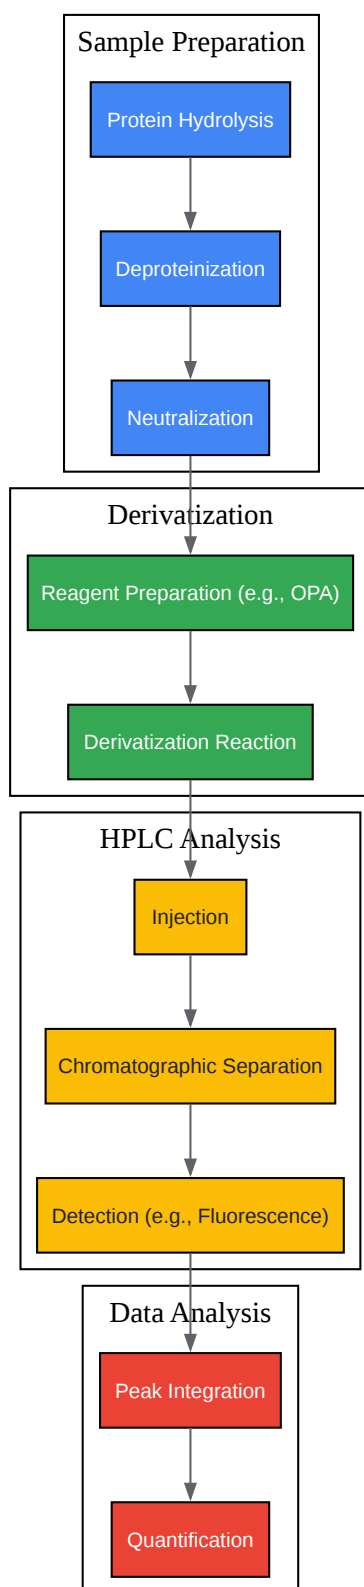 Sample Preparation
Protein Hydrolysis
Deproteinization
Neutralization
Derivatization
Reagent Preparation (e.g., OPA)
Derivatization Reaction
HPLC Analysis
Injection
Chromatographic Separation
Detection (e.g., Fluorescence)
Data Analysis
Peak Integration
Quantification